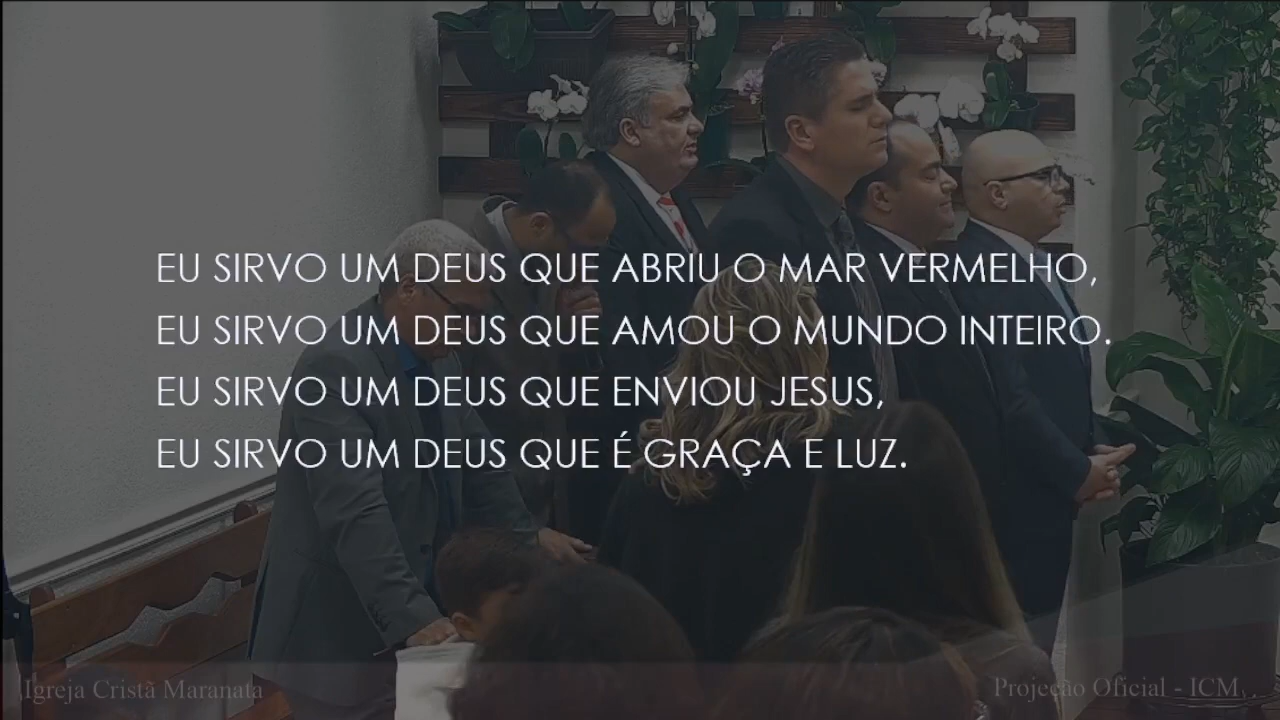 EU SIRVO UM DEUS QUE ABRIU O MAR VERMELHO,
EU SIRVO UM DEUS QUE AMOU O MUNDO INTEIRO.
EU SIRVO UM DEUS QUE ENVIOU JESUS,
EU SIRVO UM DEUS QUE É GRAÇA E LUZ.
Igreja Cristã Maranata
Projeção Oficial - ICM